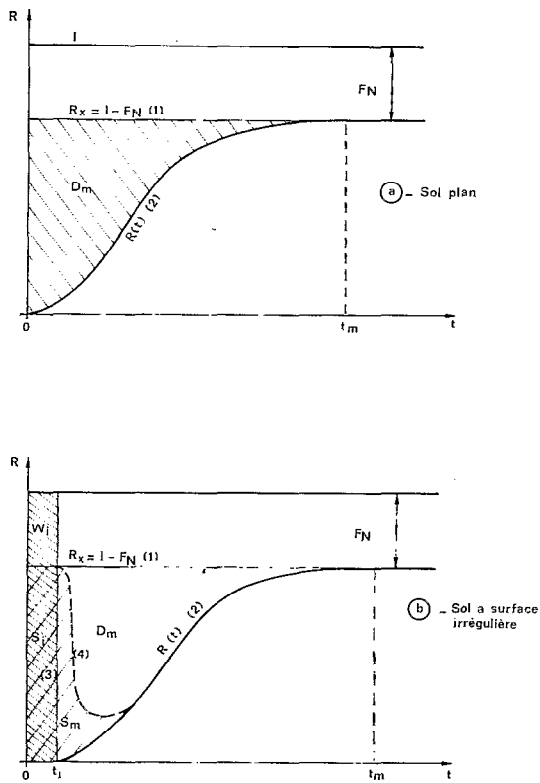 R
I
FN
Rx = I - FN (1)
Dm
R(t) (2)
a - Sol plan
0
tm
t
R
Wi
FN
Rx = I - FN (1)
R(t) (2)
b - Sol a surface
irrégulière
Dm
Si
(4)
(3)
Sm
0
ti
tm
t